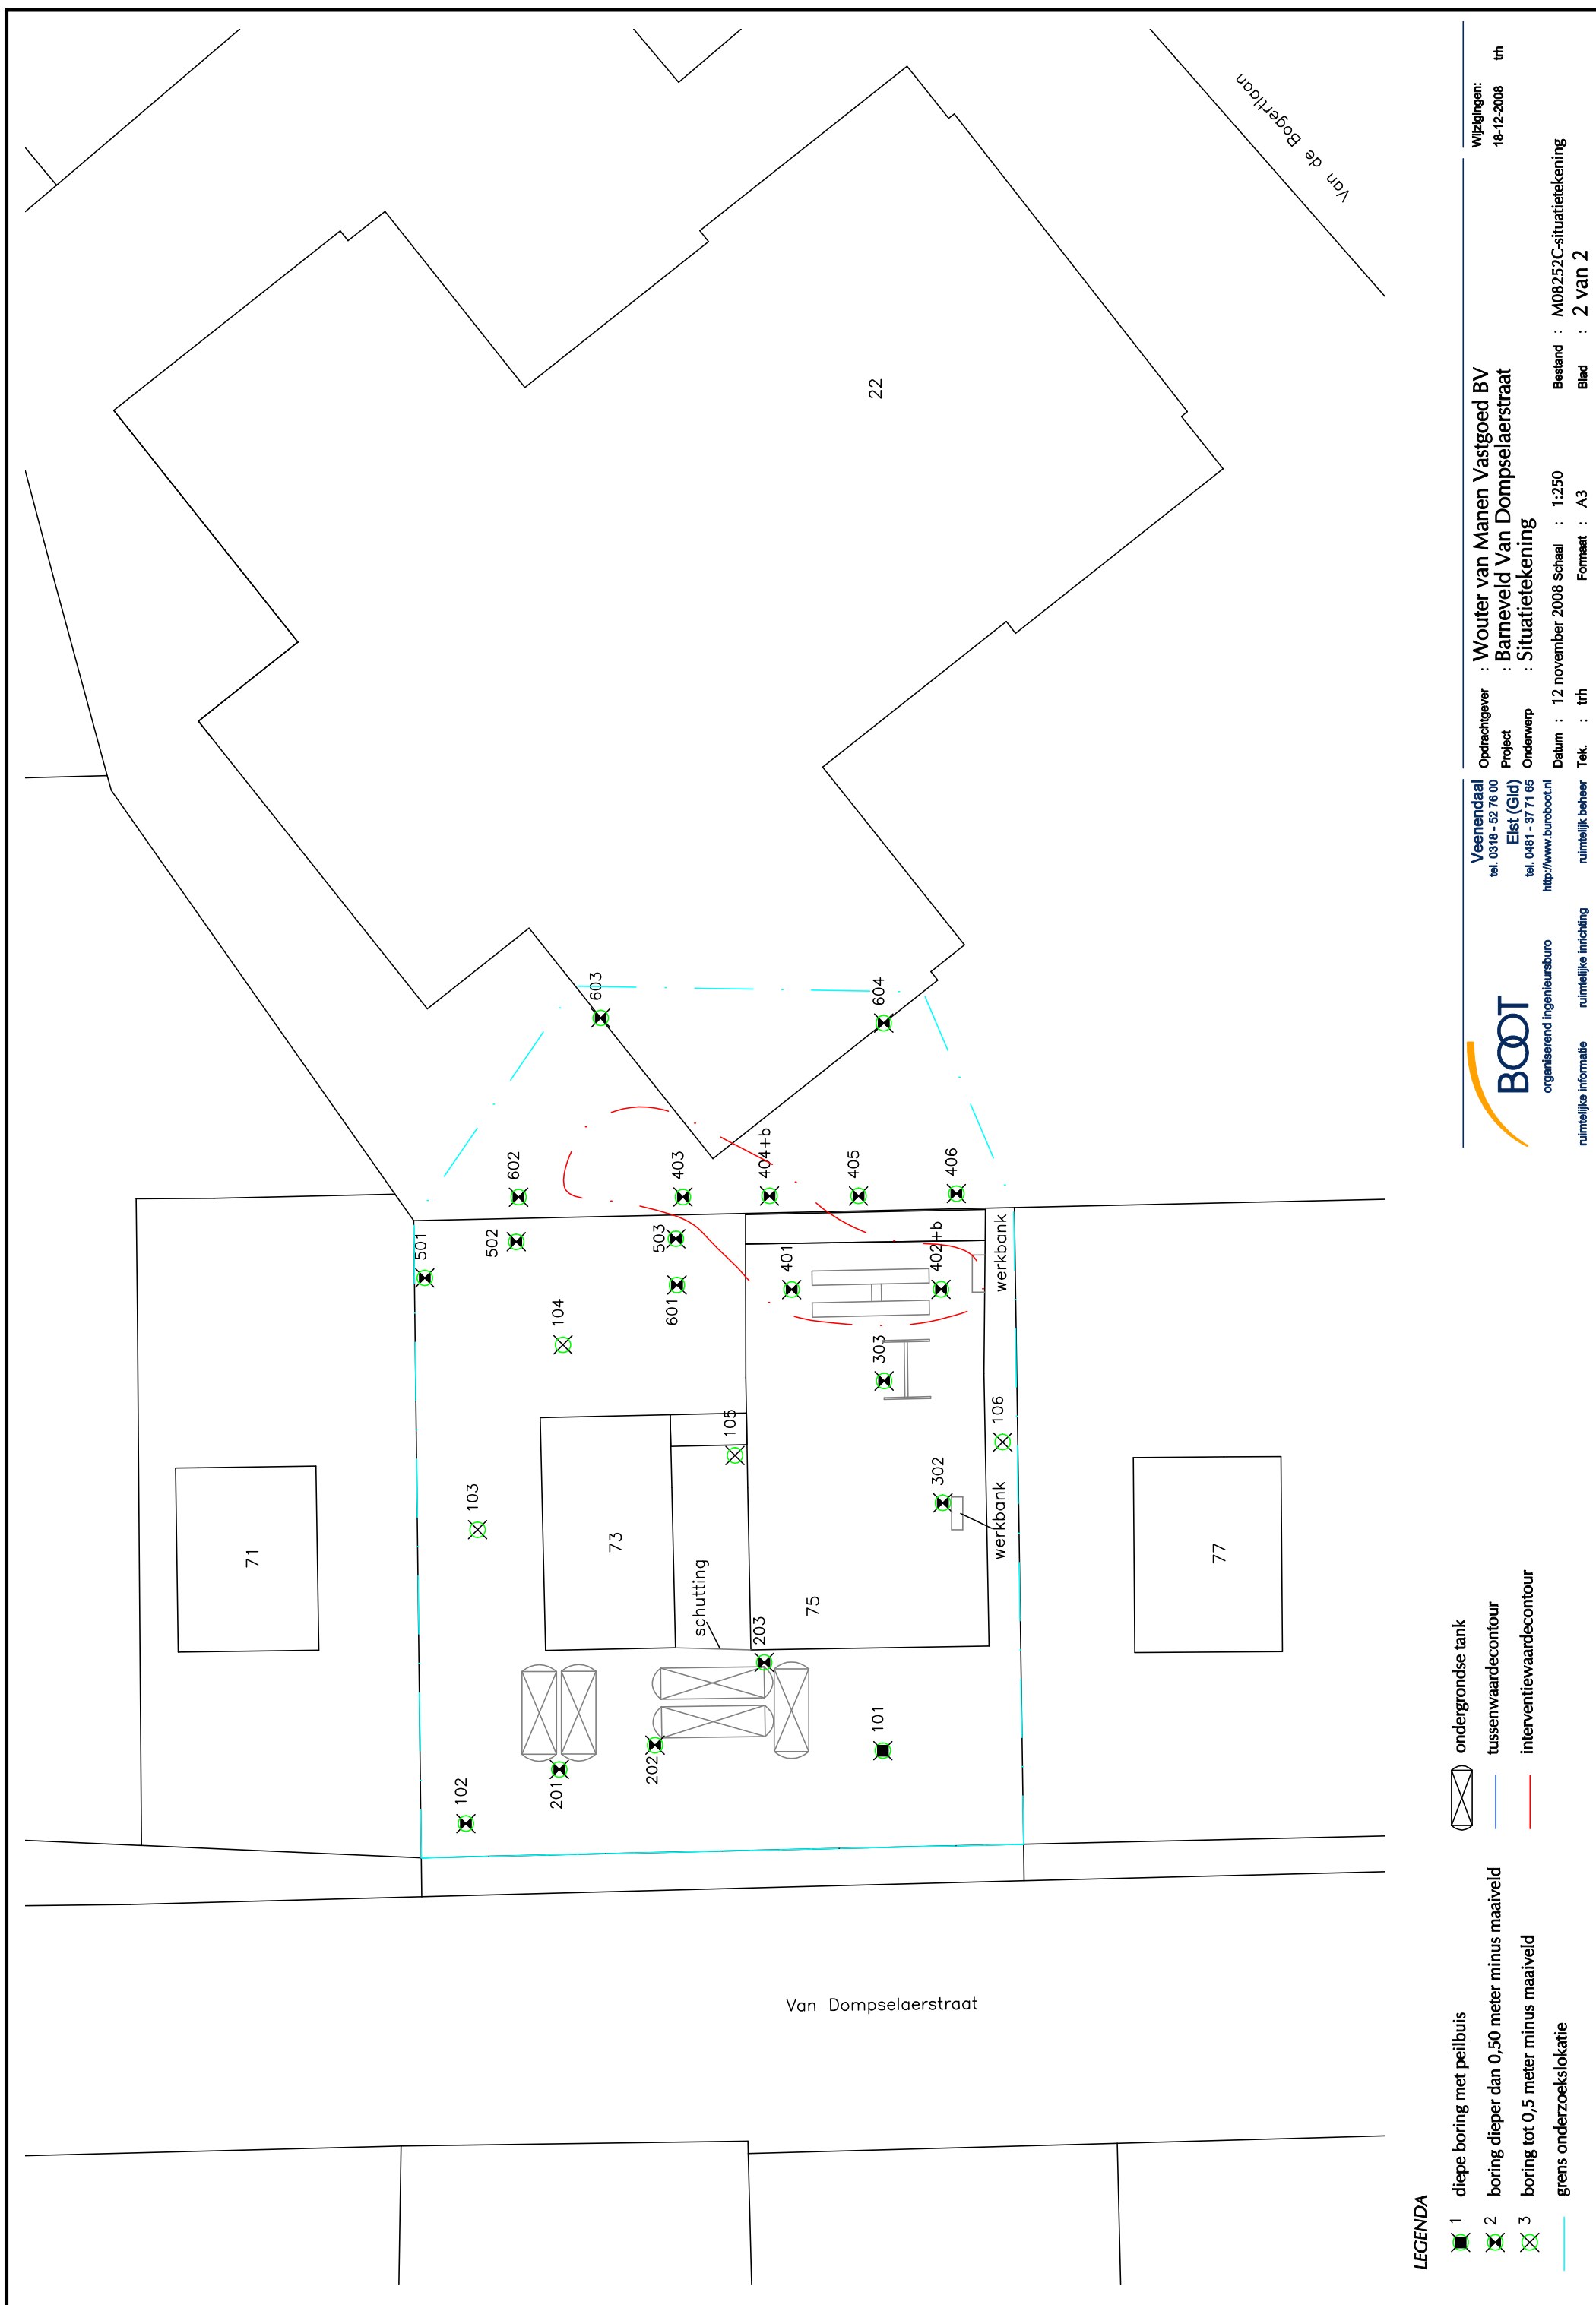 Van de Bogertlaan
22
603
604
602
403
404+b
405
406
501
502
503
601
401
402+b
werkbank
104
303
105
106
103
302
werkbank
71
73
75
77
schutting
203
202
201
101
102
Van Dompselaerstraat
LEGENDA
1 diepe boring met peilbuis
2 boring dieper dan 0,50 meter minus maaiveld
3 boring tot 0,5 meter minus maaiveld
grens onderzoekslokatie
ondergrondse tank
tussenwaardecontour
interventiewaardecontour
BOOT
organiserend ingenieursburo
ruimtelijke informatie ruimtelijke inrichting ruimtelijk beheer
Veenendaal
tel. 0318 - 52 76 00
Elst (Gld)
tel. 0481 - 37 71 65
http://www.buroboot.nl
Opdrachtgever : Wouter van Manen Vastgoed BV
Project : Barneveld Van Dompselaerstraat
Onderwerp : Situatietekening
Datum : 12 november 2008 Schaal : 1:250 Bestand : M08252C-situatietekening
Tek. : trh Formaat : A3 Blad : 2 van 2
Wijzigingen:
18-12-2008 trh